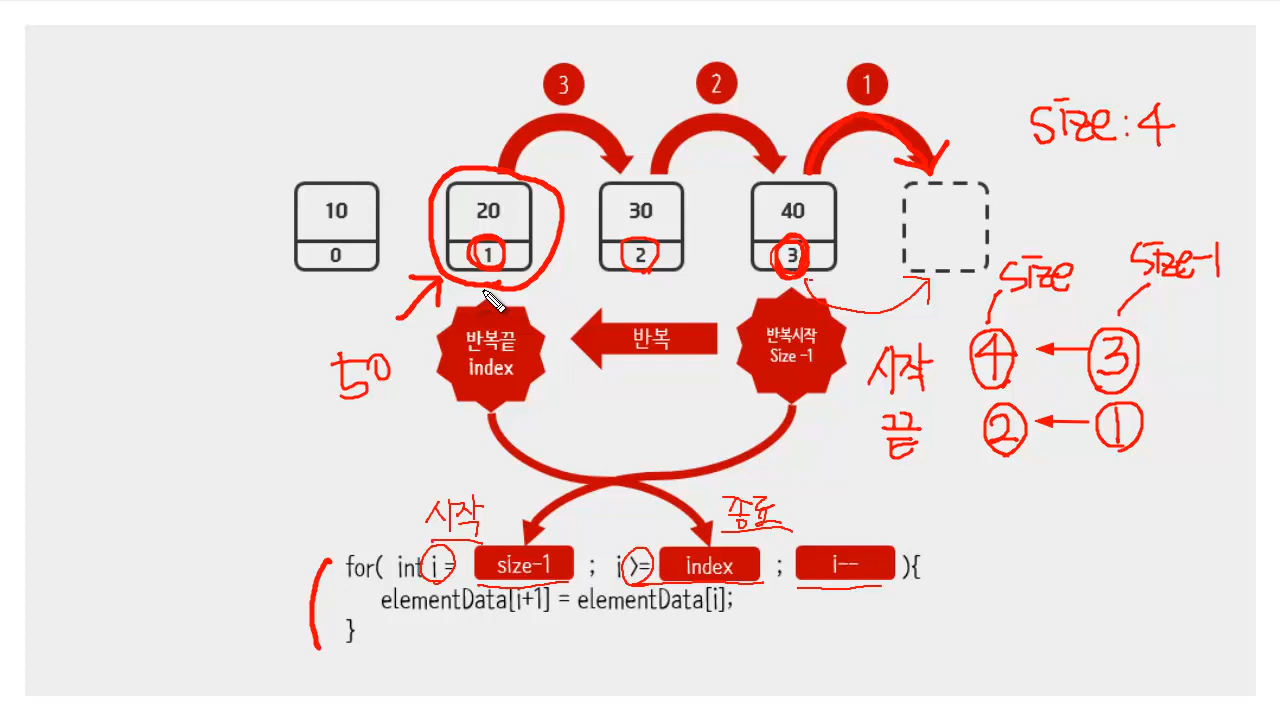 3 2 1
size:4
10 20 30 40
0 1 2 3
size size-1
반복끝
index
반복
반복시작
Size -1
시작 4 3
50
끝 2 1
시작 종료
for( int i = size-1 ; i >= index ; i-- ){
elementData[i+1] = elementData[i];
}